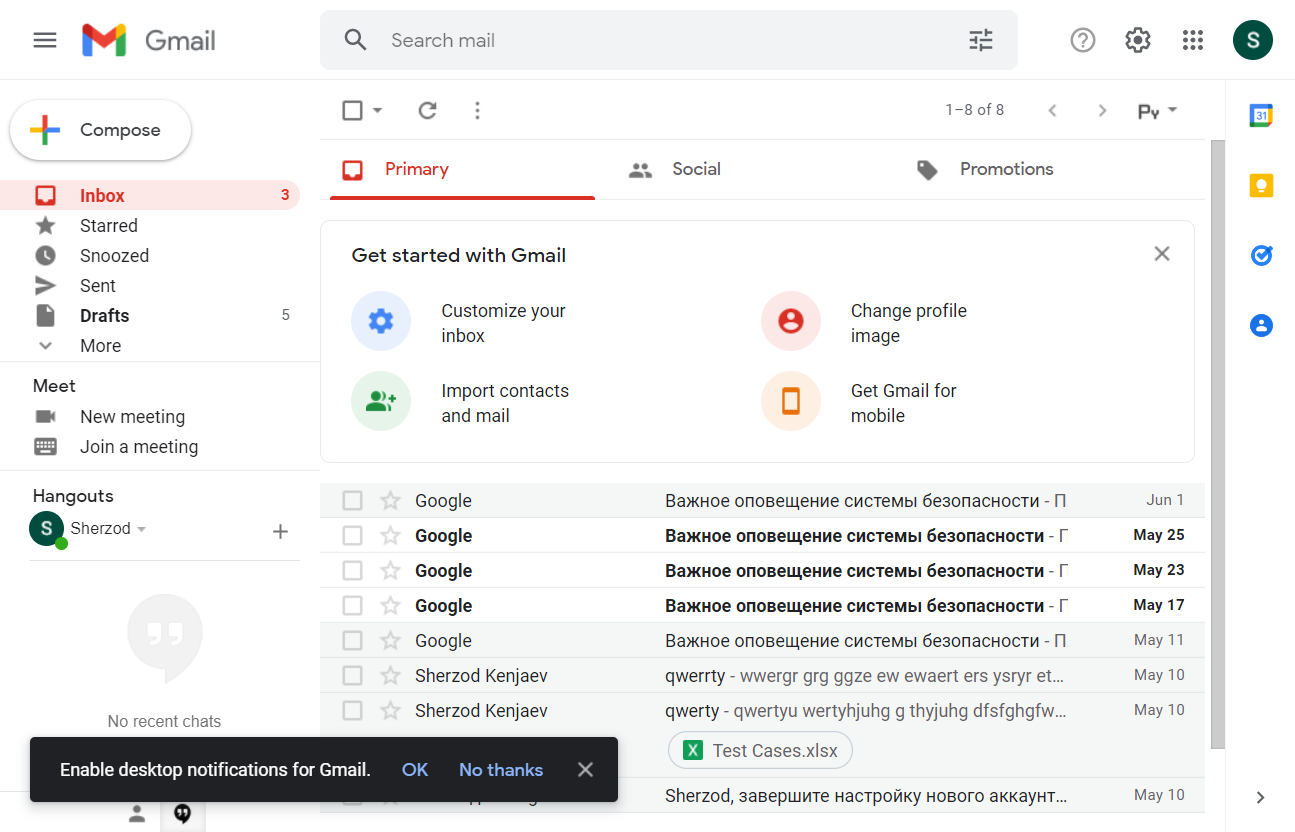 Gmail
Search mail
S
Compose
1–8 of 8
Ру
31
Primary
Social
Promotions
Inbox 3
Starred
Snoozed
Sent
Drafts 5
More
Get started with Gmail
Customize your
inbox
Change profile
image
Import contacts
and mail
Get Gmail for
mobile
Meet
New meeting
Join a meeting
Hangouts
S Sherzod
No recent chats
Google Важное оповещение системы безопасности - П Jun 1
Google Важное оповещение системы безопасности - Г May 25
Google Важное оповещение системы безопасности - Г May 23
Google Важное оповещение системы безопасности - Г May 17
Google Важное оповещение системы безопасности - П May 11
Sherzod Kenjaev qwerrty - wwergr grg ggze ew ewaert ers ysryr et… May 10
Sherzod Kenjaev qwerty - qwertyu wertyhjuhg g thyjuhg dfsfghgfw… May 10
X Test Cases.xlsx
Sherzod, завершите настройку нового аккаунт… May 10
Enable desktop notifications for Gmail. OK No thanks